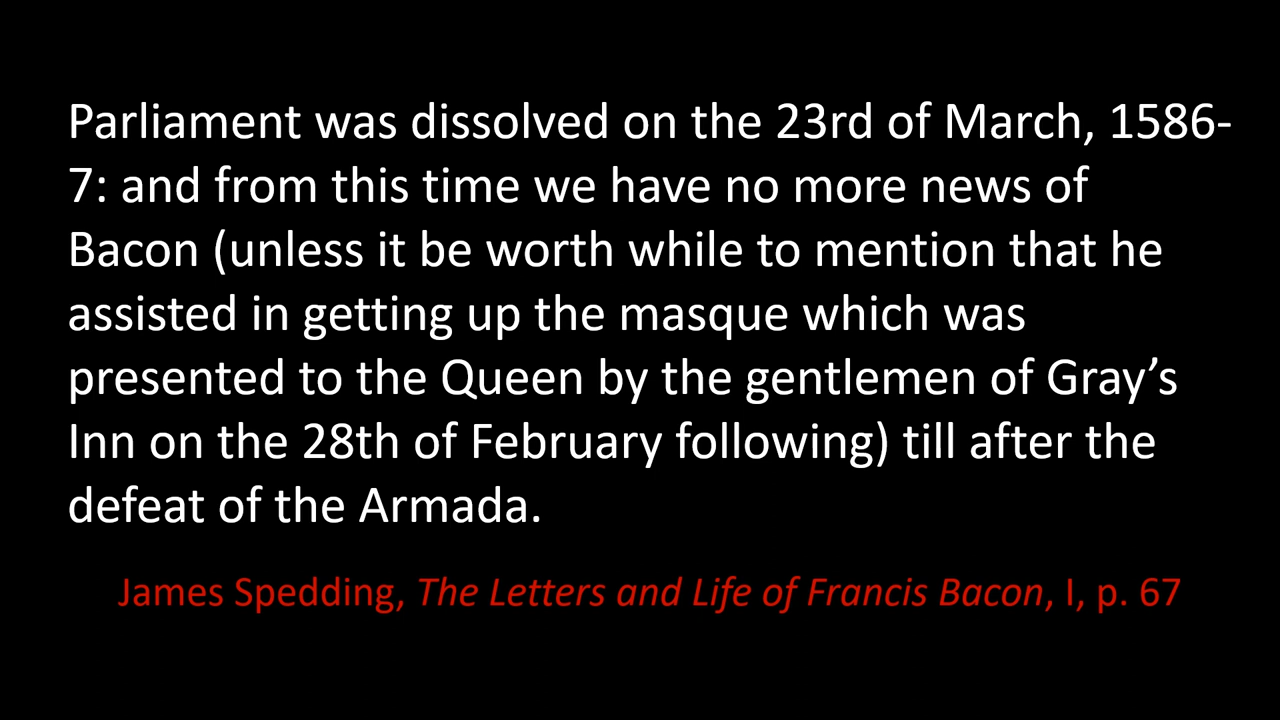 Parliament was dissolved on the 23rd of March, 1586-
7: and from this time we have no more news of
Bacon (unless it be worth while to mention that he
assisted in getting up the masque which was
presented to the Queen by the gentlemen of Gray’s
Inn on the 28th of February following) till after the
defeat of the Armada.
James Spedding, The Letters and Life of Francis Bacon, I, p. 67